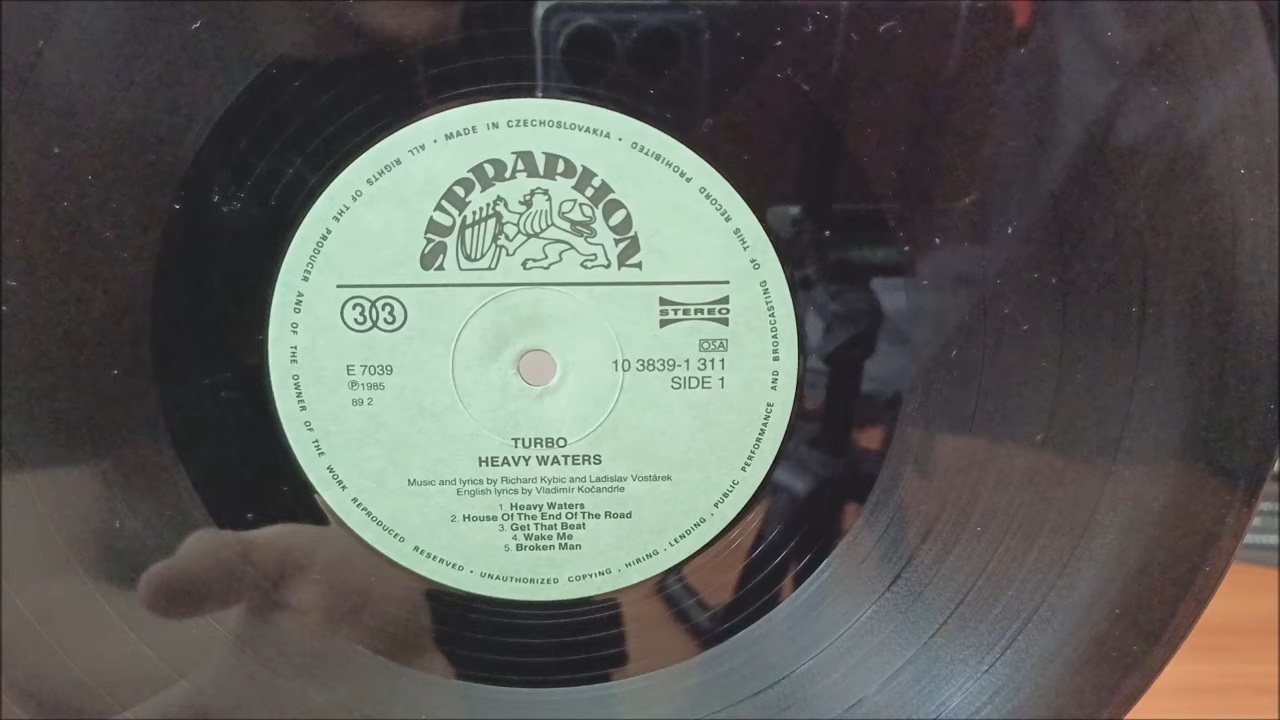 • MADE IN CZECHOSLOVAKIA •
ALL RIGHTS OF THE PRODUCER AND OF THE OWNER OF THE WORK REPRODUCED RESERVED • UNAUTHORIZED COPYING , HIRING , LENDING , PUBLIC PERFORMANCE AND BROADCASTING OF THIS RECORD PROHIBITED
SUPRAPHON
33
STEREO
OSA
E 7039
10 3839-1 311
℗1985
SIDE 1
89 2
TURBO
HEAVY WATERS
Music and lyrics by Richard Kybic and Ladislav Vostárek
English lyrics by Vladimír Kočandrle
1. Heavy Waters
2. House Of The End Of The Road
3. Get That Beat
4. Wake Me
5. Broken Man